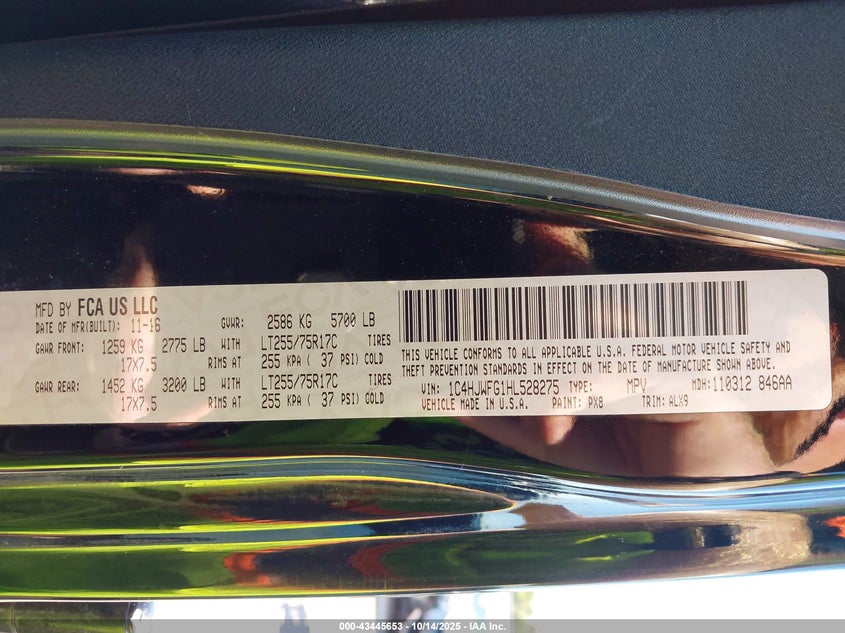 MFD BY FCA US LLC
DATE OF MFR(BUILT): 11-16 GVWR: 2586 KG 5700 LB
GAWR FRONT: 1259 KG 2775 LB WITH LT255/75R17C TIRES
17X7.5 RIMS AT 255 KPA ( 37 PSI) COLD
GAWR REAR: 1452 KG 3200 LB WITH LT255/75R17C TIRES
17X7.5 RIMS AT 255 KPA ( 37 PSI) COLD
THIS VEHICLE CONFORMS TO ALL APPLICABLE U.S.A. FEDERAL MOTOR VEHICLE SAFETY AND
THEFT PREVENTION STANDARDS IN EFFECT ON THE DATE OF MANUFACTURE SHOWN ABOVE.
VIN: 1C4HJWFG1HL528275 TYPE: MPV MDH: 110312 846AA
VEHICLE MADE IN U.S.A. PAINT: PX8 TRIM: ALX9
000-43445653 - 10/14/2025 - IAA Inc.